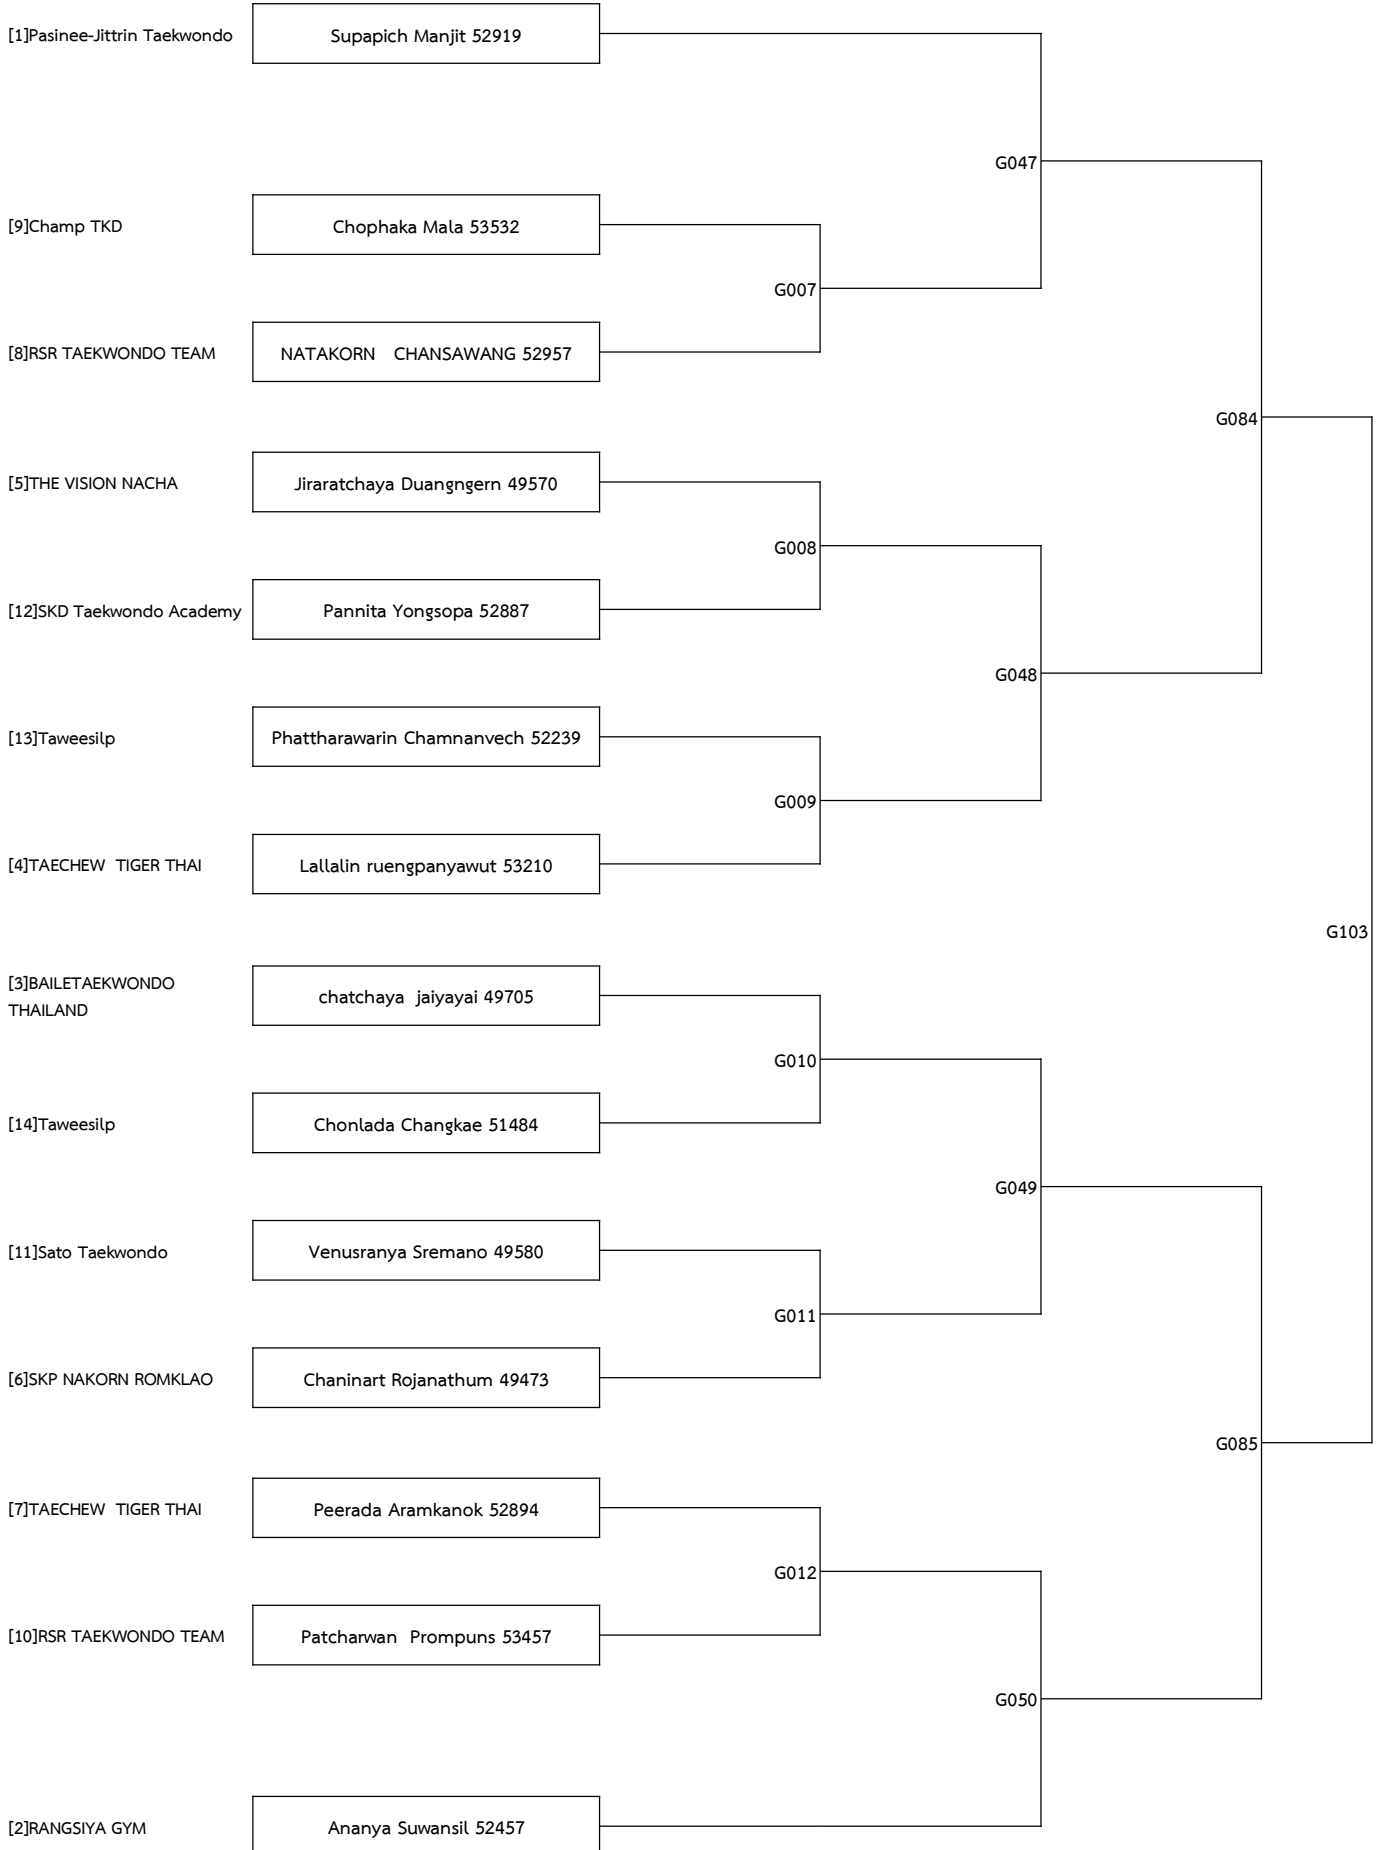 [1]Pasinee-Jittrin Taekwondo
Supapich Manjit 52919
G047
[9]Champ TKD
Chophaka Mala 53532
G007
[8]RSR TAEKWONDO TEAM
NATAKORN   CHANSAWANG 52957
G084
[5]THE VISION NACHA
Jiraratchaya Duangngern 49570
G008
[12]SKD Taekwondo Academy
Pannita Yongsopa 52887
G048
[13]Taweesilp
Phattharawarin Chamnanvech 52239
G009
[4]TAECHEW  TIGER THAI
Lallalin ruengpanyawut 53210
G103
[3]BAILETAEKWONDO
THAILAND
chatchaya  jaiyayai 49705
G010
[14]Taweesilp
Chonlada Changkae 51484
G049
[11]Sato Taekwondo
Venusranya Sremano 49580
G011
[6]SKP NAKORN ROMKLAO
Chaninart Rojanathum 49473
G085
[7]TAECHEW  TIGER THAI
Peerada Aramkanok 52894
G012
[10]RSR TAEKWONDO TEAM
Patcharwan  Prompuns 53457
G050
[2]RANGSIYA GYM
Ananya Suwansil 52457